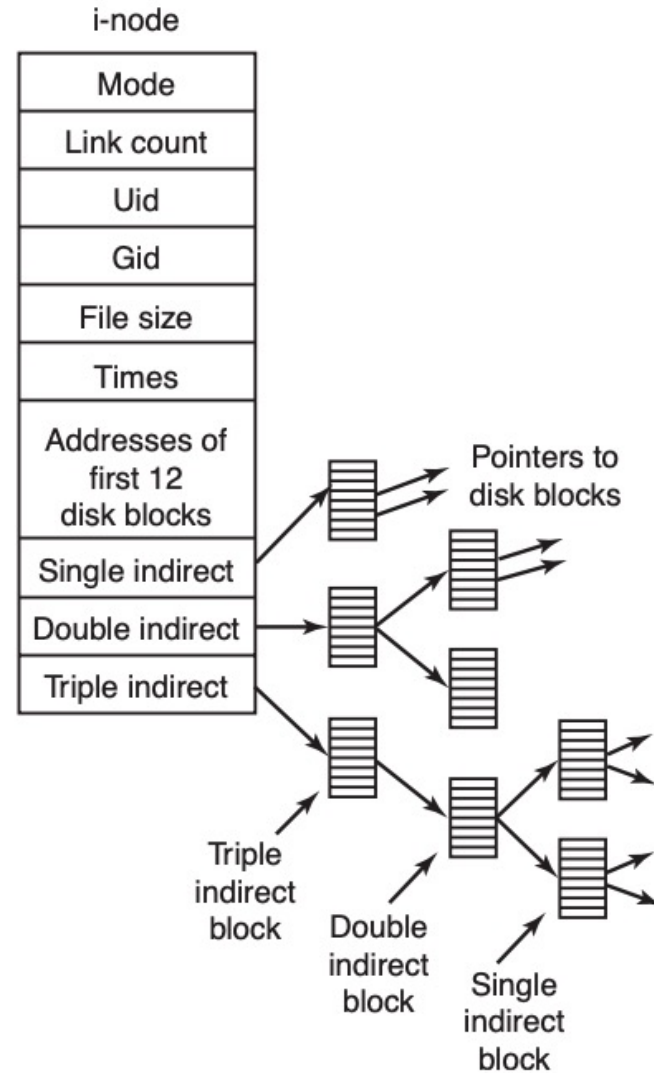 i-node
Mode
Link count
Uid
Gid
File size
Times
Addresses of
first 12
disk blocks
Single indirect
Double indirect
Triple indirect
Pointers to
disk blocks
Triple
indirect
block
Double
indirect
block
Single
indirect
block